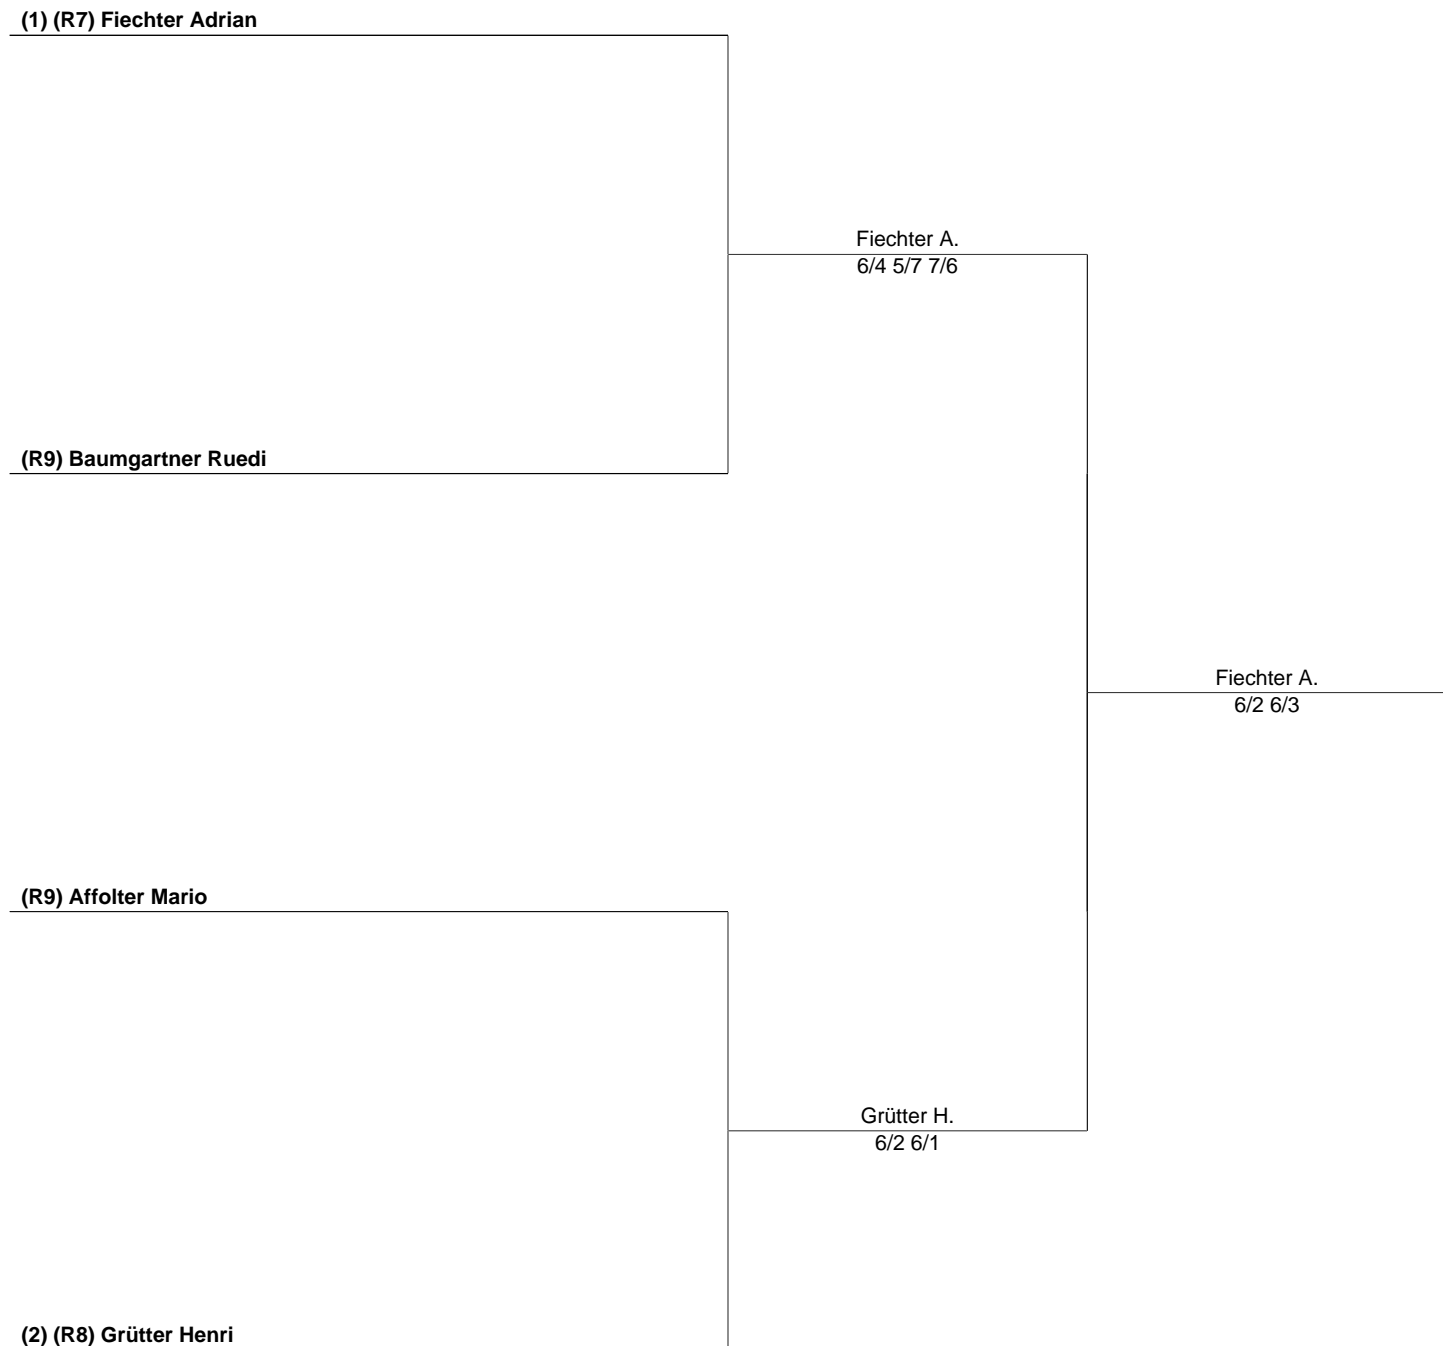 (1) (R7) Fiechter Adrian
Fiechter A.
6/4 5/7 7/6
(R9) Baumgartner Ruedi
Fiechter A.
6/2 6/3
(R9) Affolter Mario
Grütter H.
6/2 6/1
(2) (R8) Grütter Henri